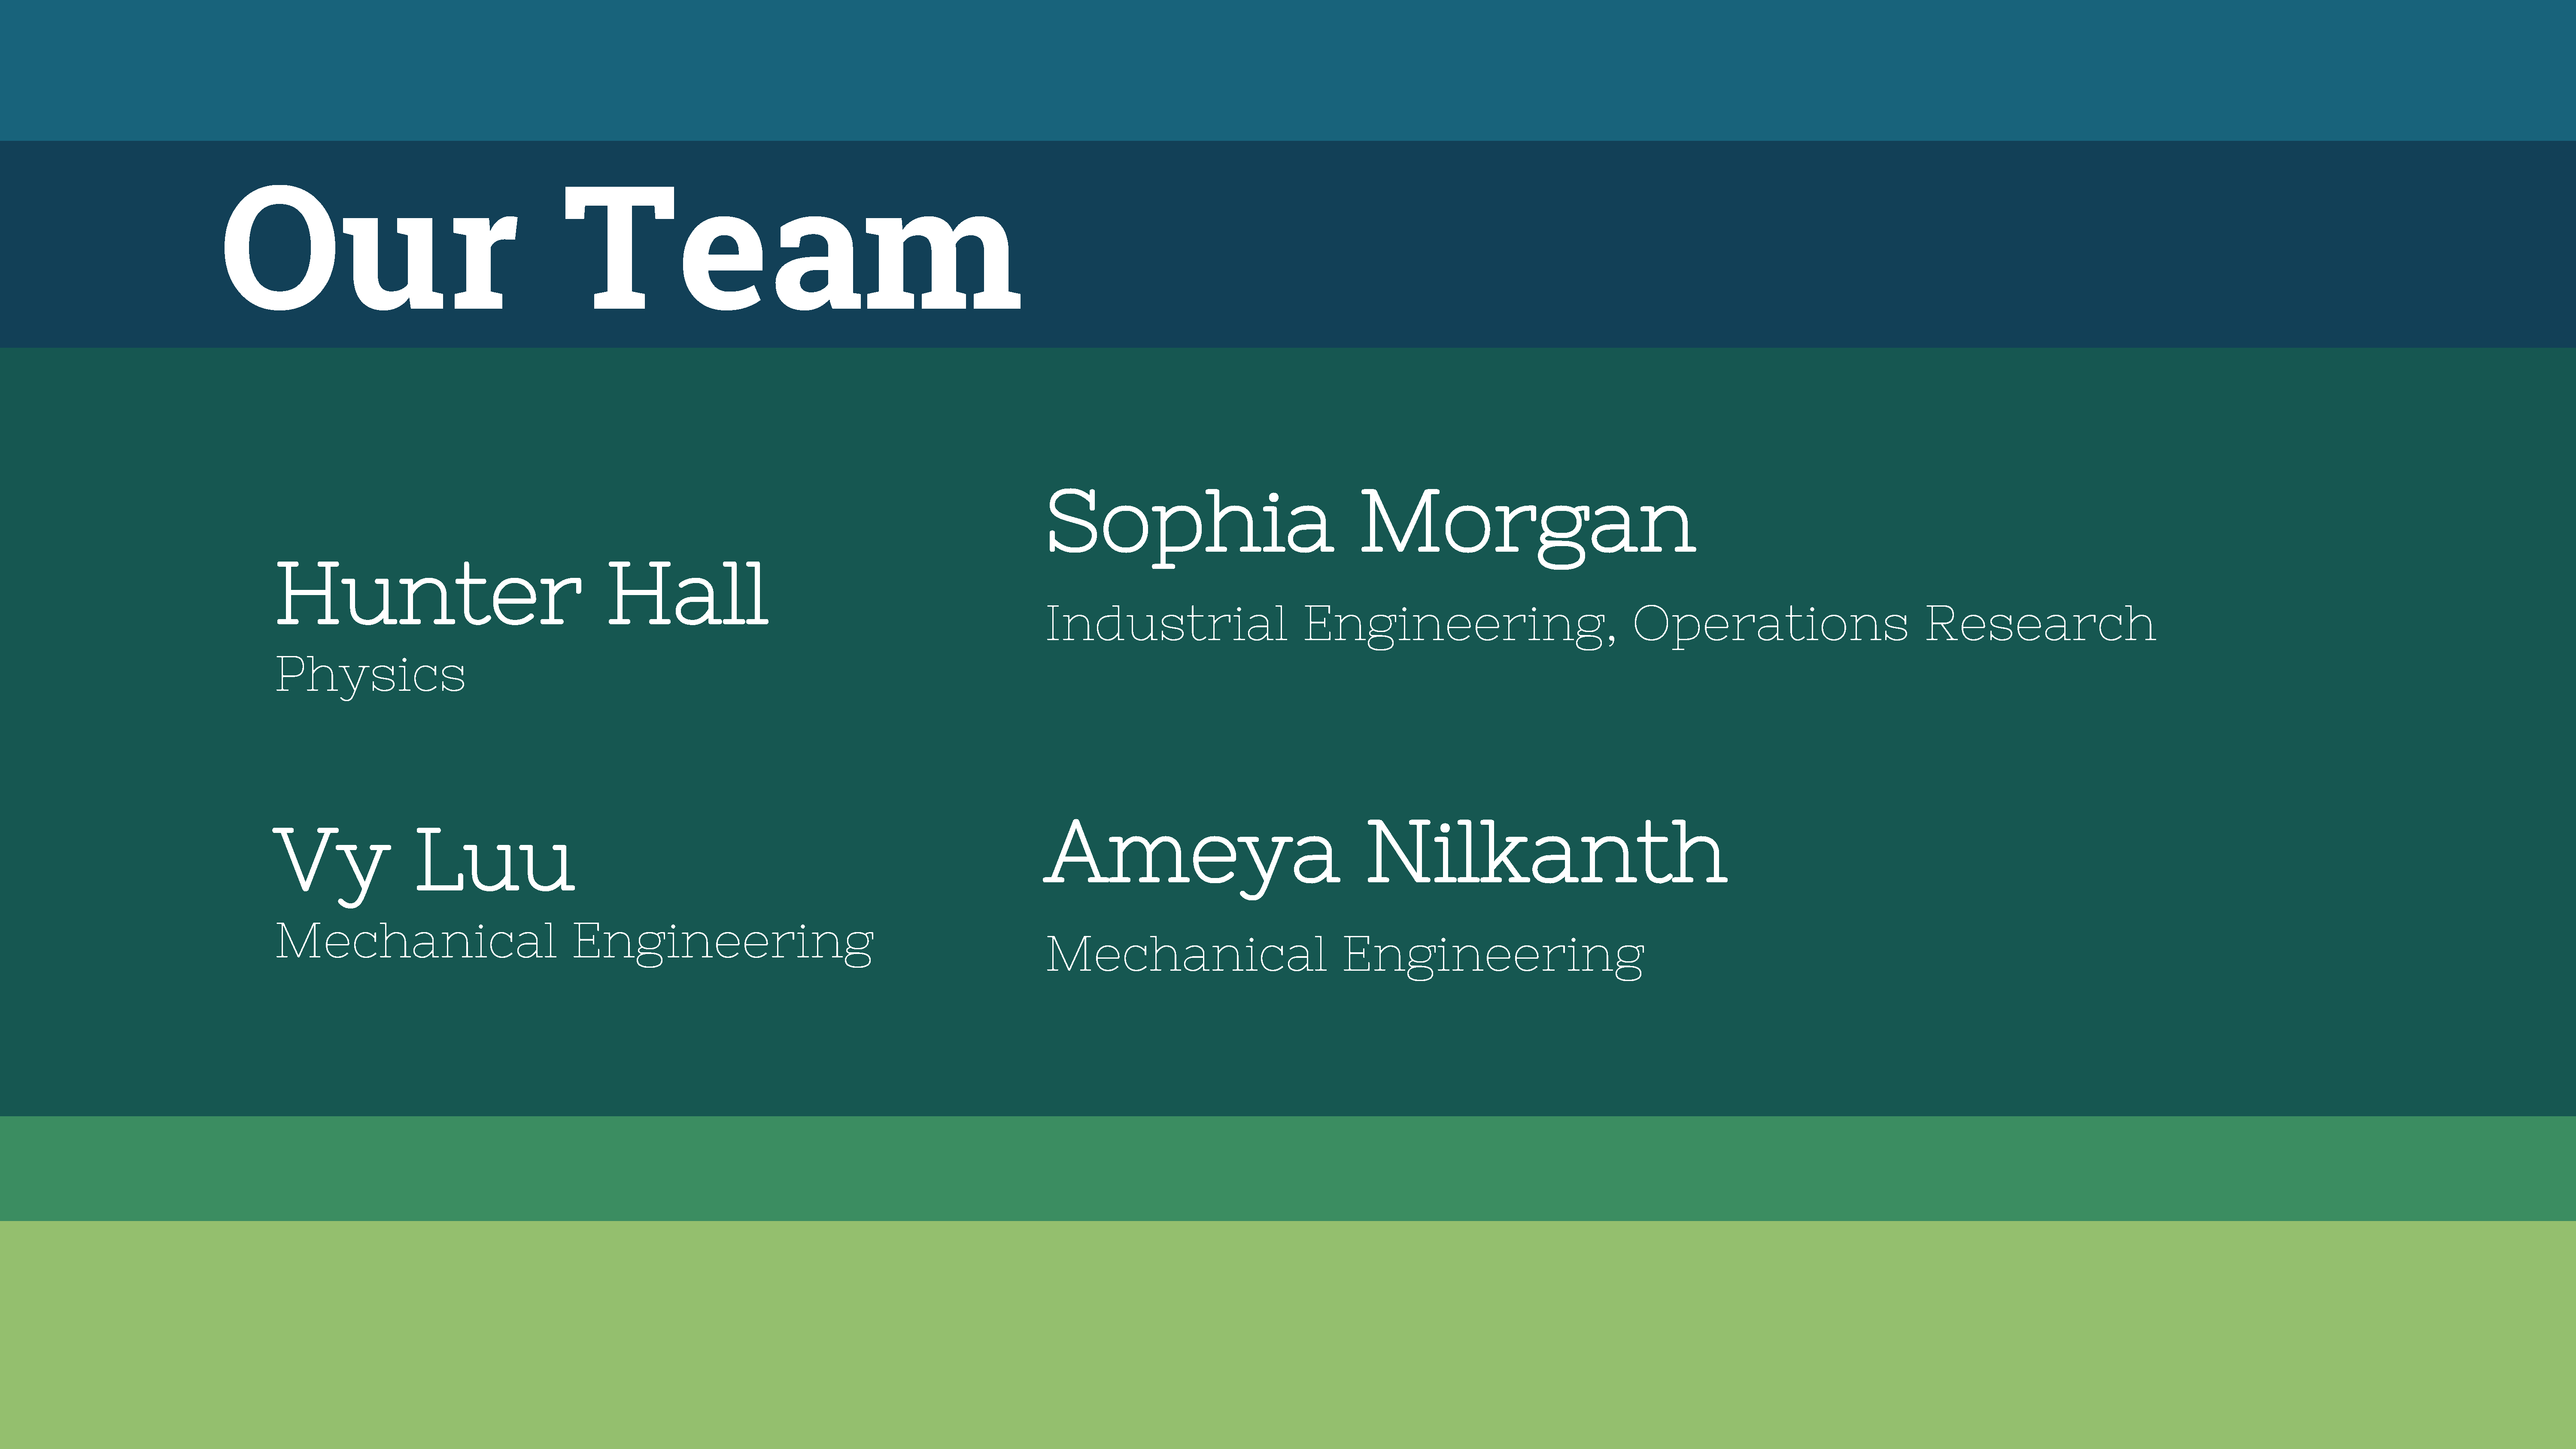 Our Team
Hunter Hall
Physics
Sophia Morgan
Industrial Engineering, Operations Research
Vy Luu
Mechanical Engineering
Ameya Nilkanth
Mechanical Engineering